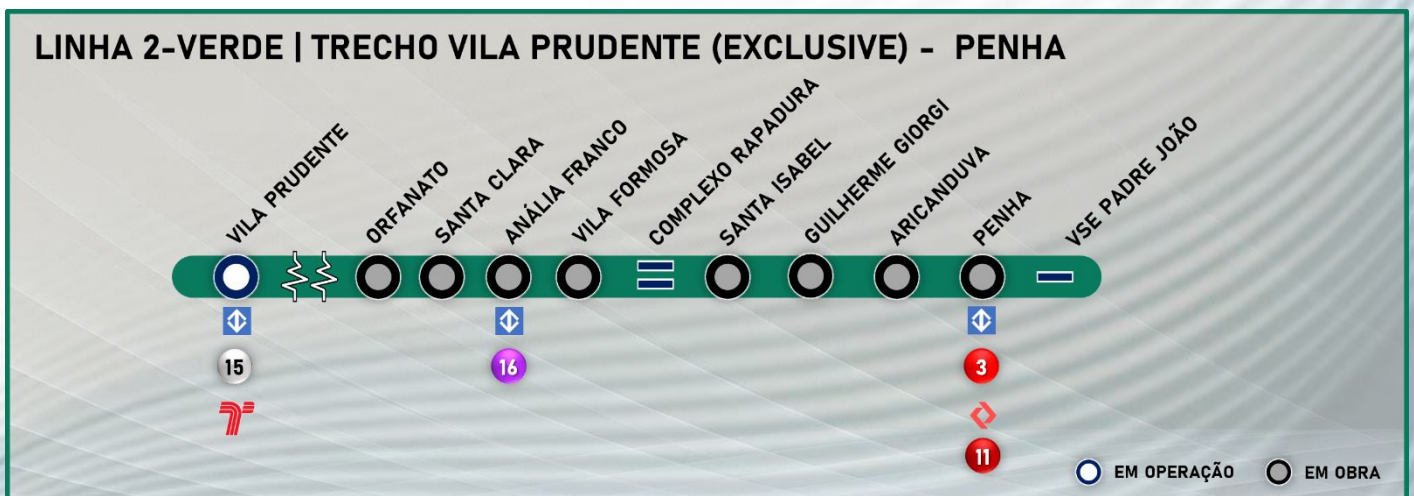 LINHA 2-VERDE | TRECHO VILA PRUDENTE (EXCLUSIVE) - PENHA
VILA PRUDENTE
ORFANATO
SANTA CLARA
ANÁLIA FRANCO
VILA FORMOSA
COMPLEXO RAPADURA
SANTA ISABEL
GUILHERME GIORGI
ARICANDUVA
PENHA
VSE PADRE JOÃO
15
16
3
11
EM OPERAÇÃO
EM OBRA